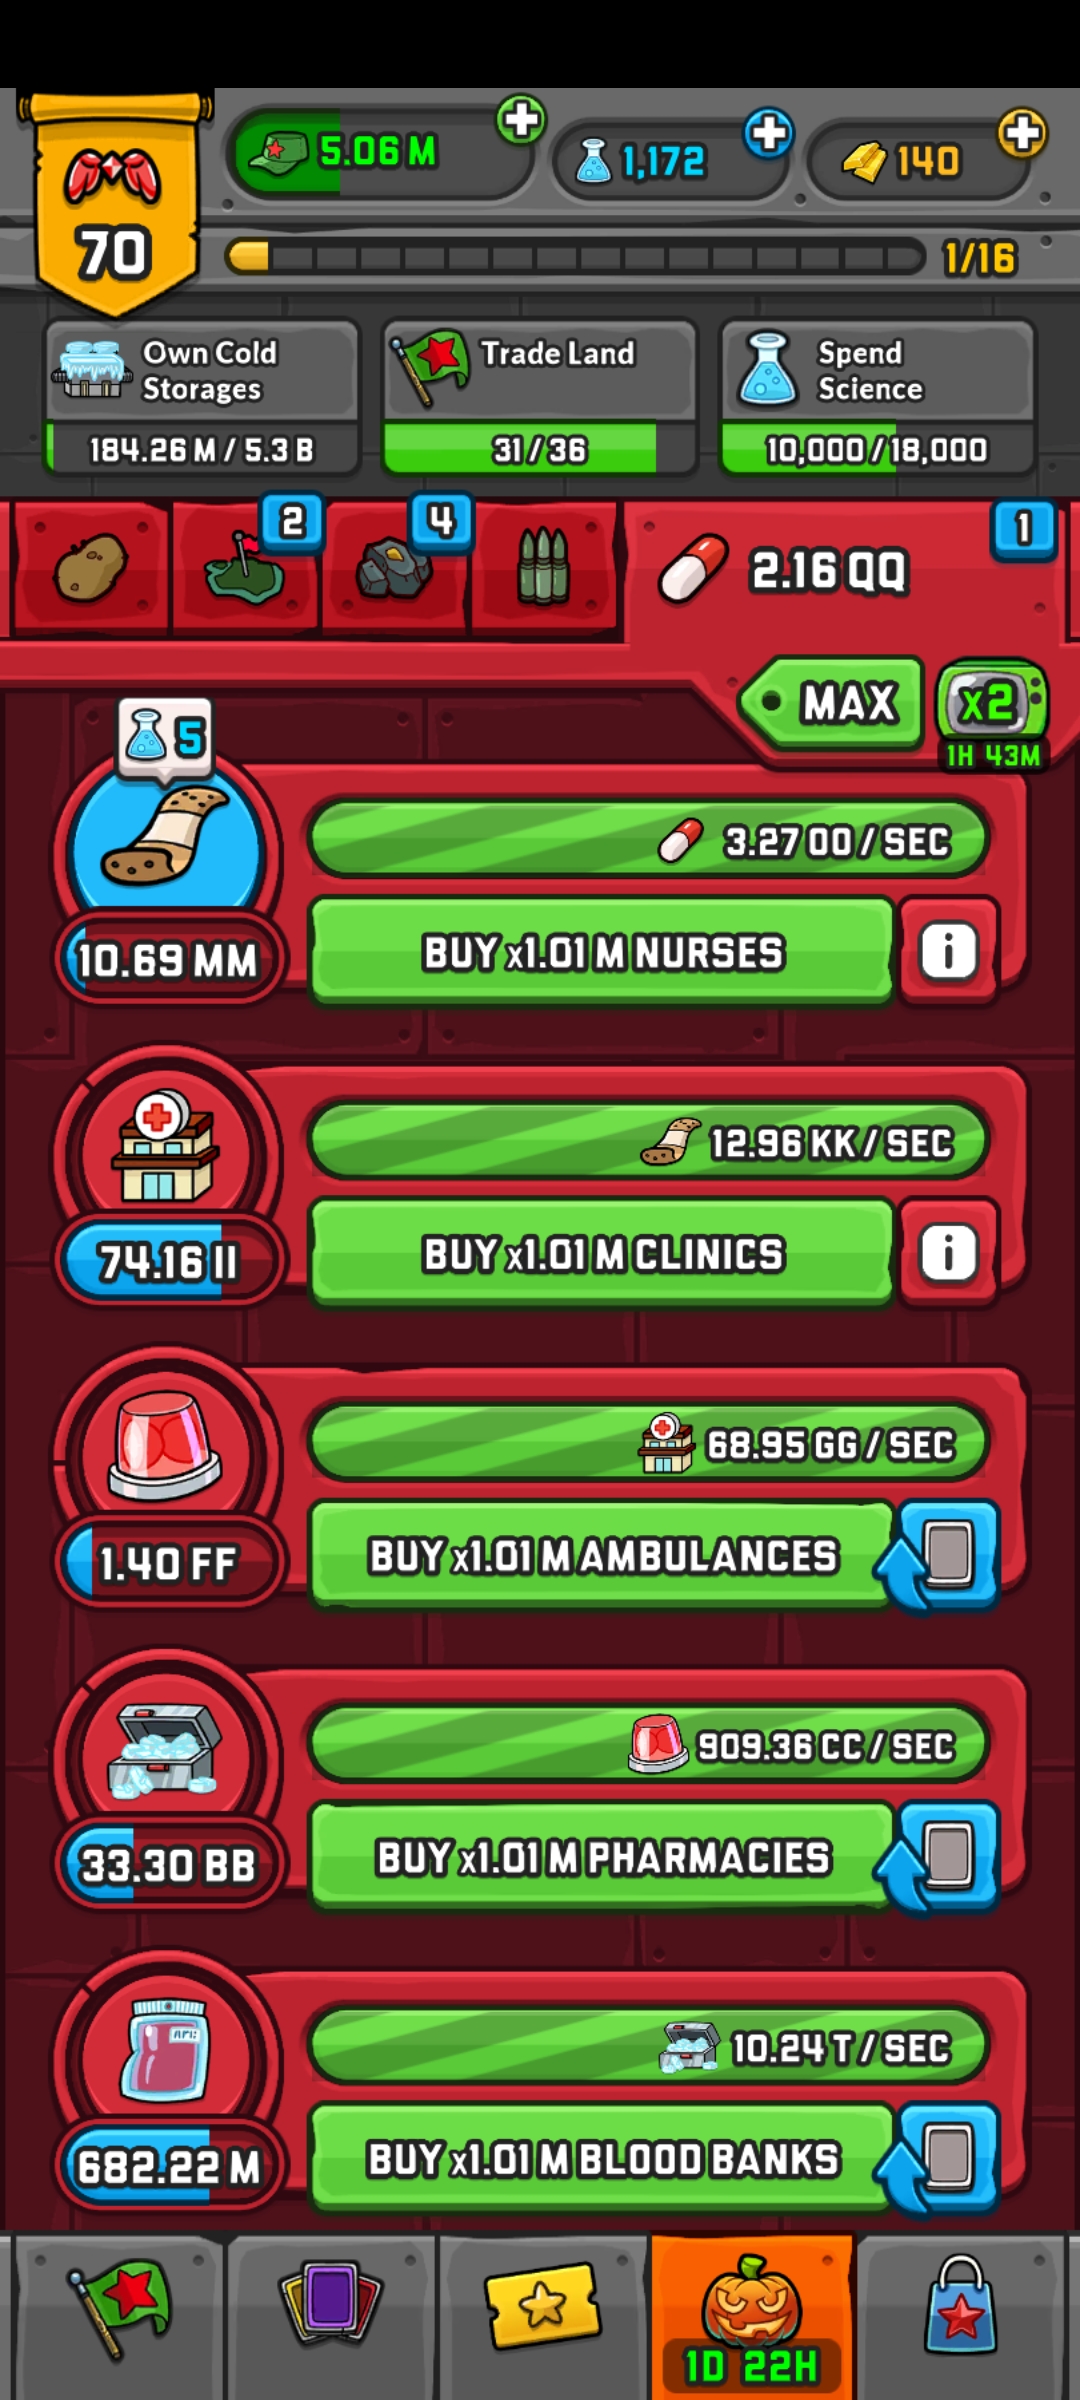 70
5.06 M
1,172
140
1/16
Own Cold
Storages
184.26 M / 5.3 B
Trade Land
31 / 36
Spend
Science
10,000 / 18,000
2
4
2.16 QQ
1
MAX
x2
1H 43M
5
3.27 OO / SEC
10.69 MM
BUY x1.01 M NURSES
i
12.96 KK / SEC
74.16 II
BUY x1.01 M CLINICS
i
68.95 GG / SEC
1.40 FF
BUY x1.01 M AMBULANCES
909.36 CC / SEC
33.30 BB
BUY x1.01 M PHARMACIES
10.24 T / SEC
682.22 M
BUY x1.01 M BLOOD BANKS
1D 22H